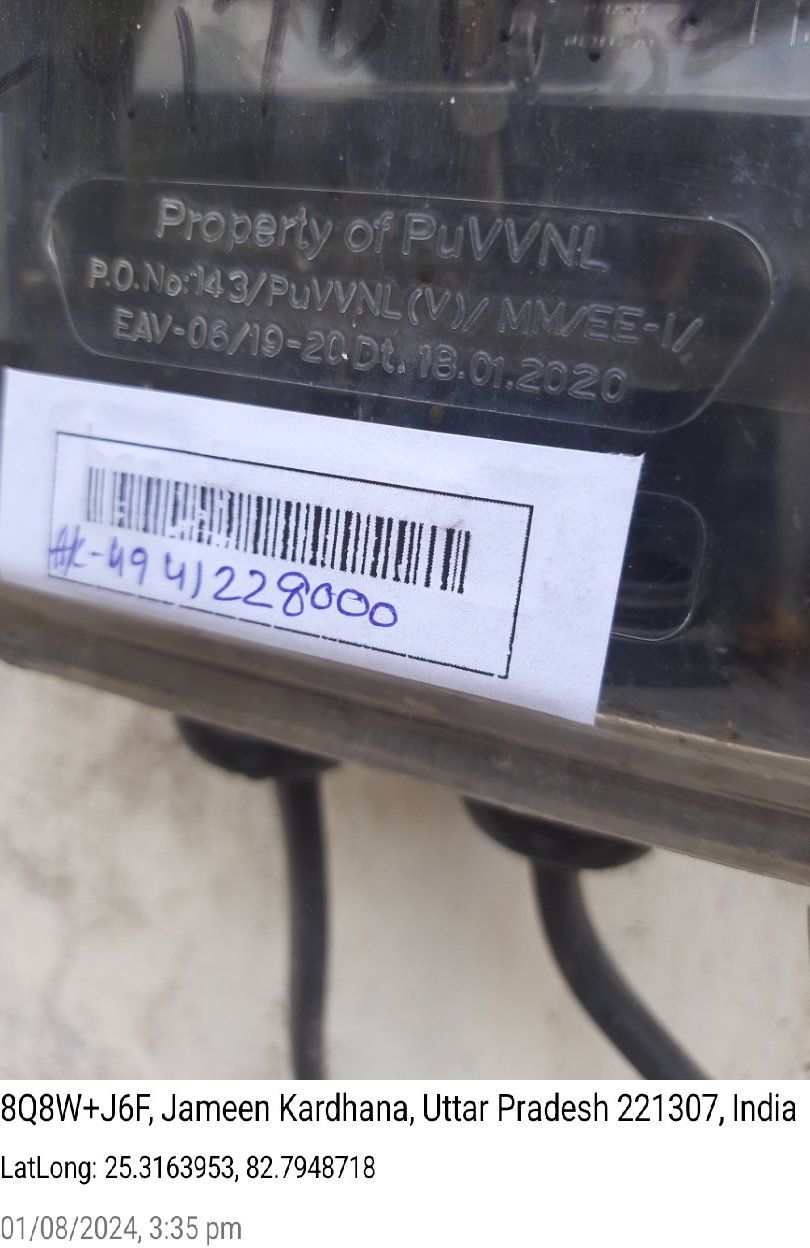 Property of PuVVNL
P.O.No:143/PuVVNL(V)/ MM/EE-I/
EAV-06/19-20 Dt. 18.01.2020
AK-4941228000
8Q8W+J6F, Jameen Kardhana, Uttar Pradesh 221307, India
LatLong: 25.3163953, 82.7948718
01/08/2024, 3:35 pm